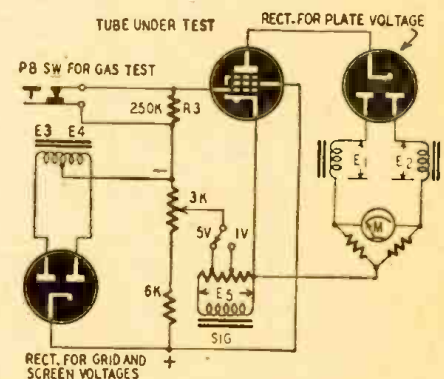 TUBE UNDER TEST
RECT. FOR PLATE VOLTAGE
P8 SW FOR GAS TEST
250K R3
E3 E4
E1
E2
3K
5V
1V
M
6K
E5
SIG
RECT. FOR GRID AND
SCREEN VOLTAGES
−
+